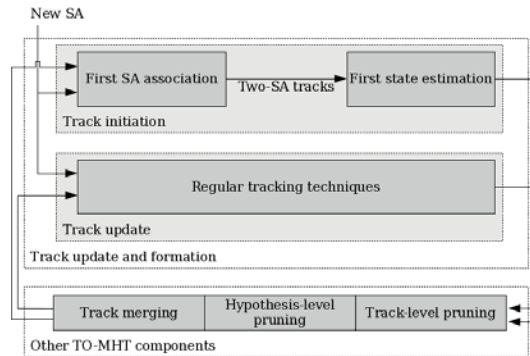 New SA
First SA association
Two-SA tracks
First state estimation
Track initiation
Regular tracking techniques
Track update
Track update and formation
Track merging
Hypothesis-level
pruning
Track-level pruning
Other TO-MHT components